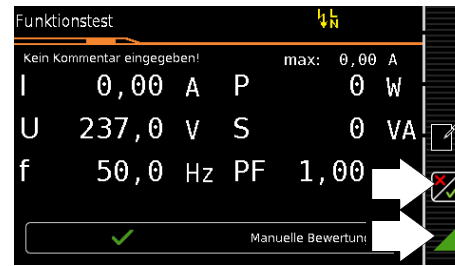 Funktionstest L N
Kein Kommentar eingegeben! max: 0,00 A
I 0,00 A P 0 W
U 237,0 V S 0 VA
f 50,0 Hz PF 1,00
Manuelle Bewertung